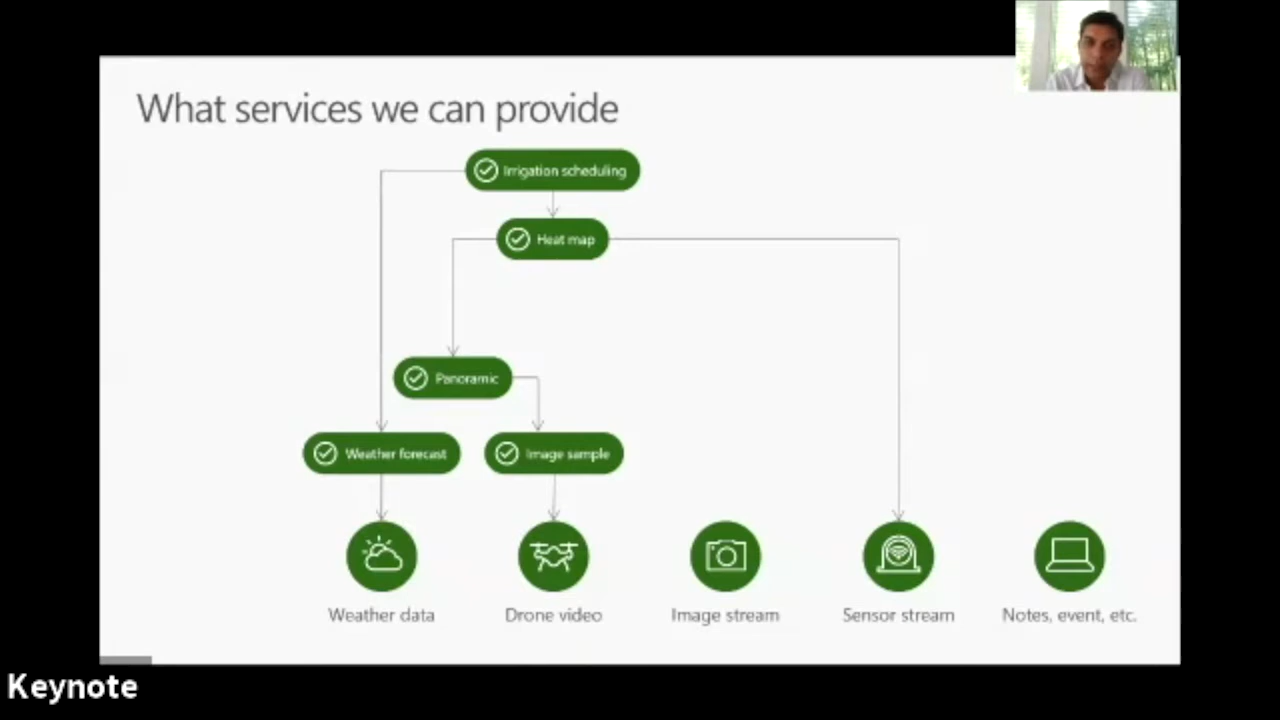 What services we can provide
Irrigation scheduling
Heat map
Panoramic
Weather forecast
Image sample
Weather data
Drone video
Image stream
Sensor stream
Notes, event, etc.
Keynote